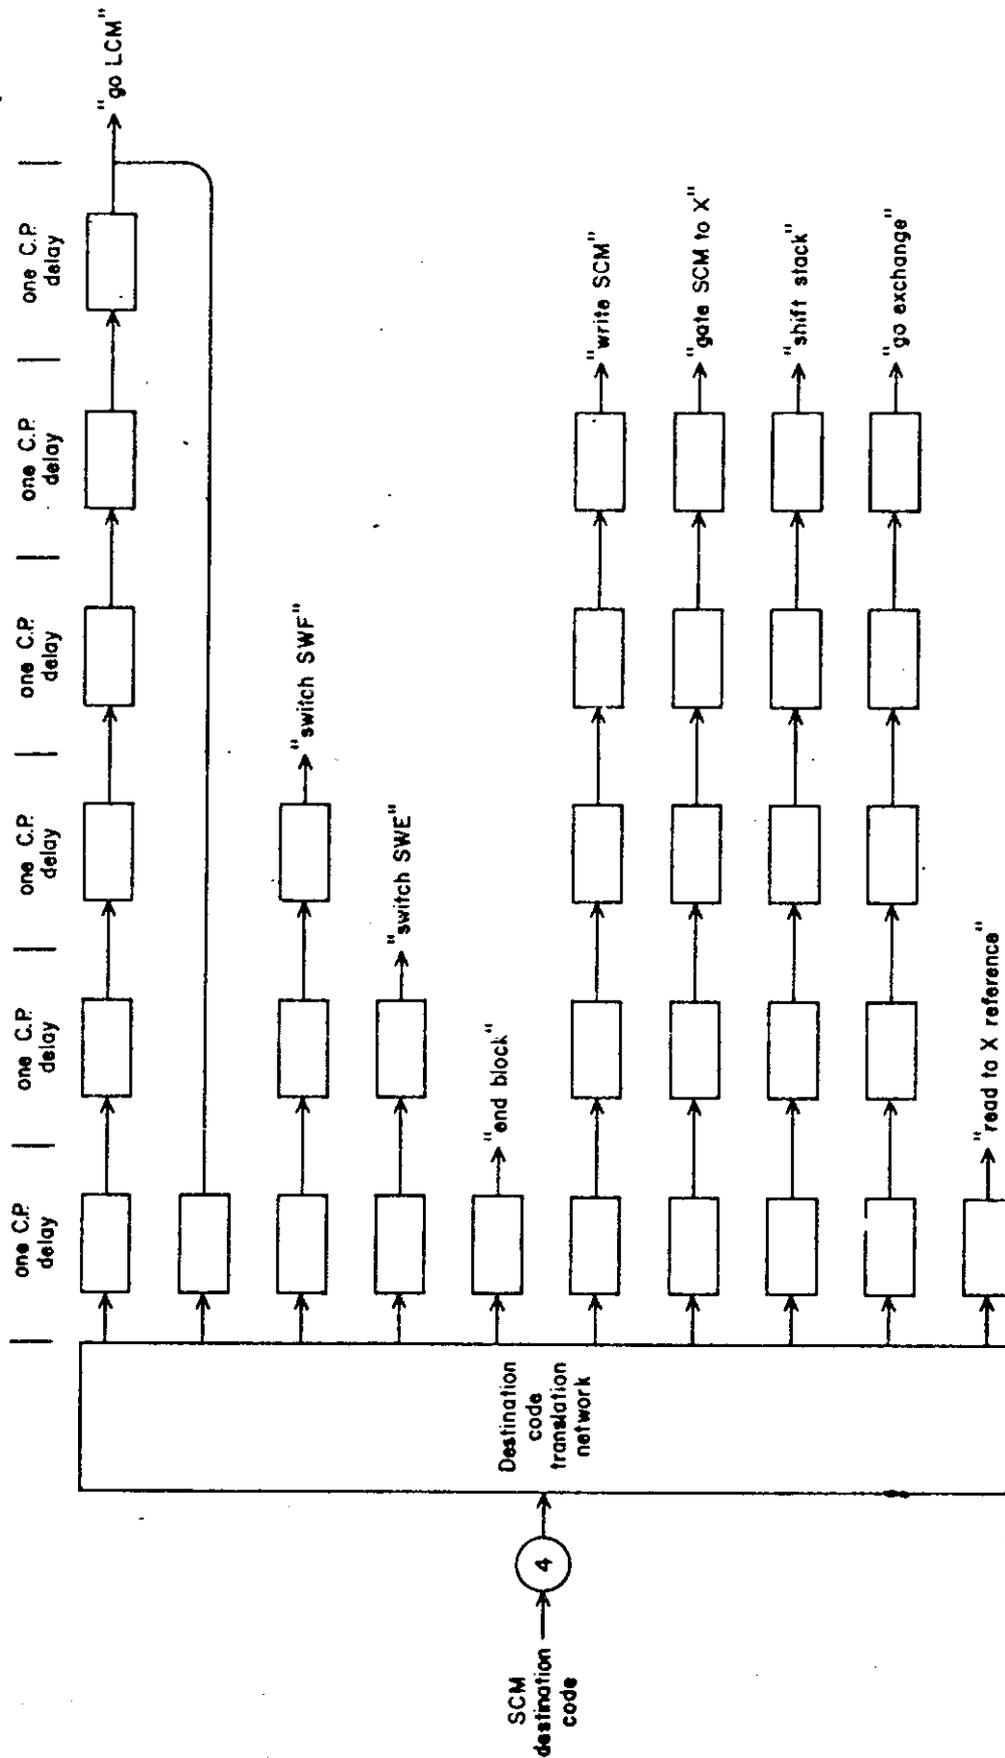 one C.P.
delay
one C.P.
delay
one C.P.
delay
one C.P.
delay
one C.P.
delay
one C.P.
delay
"go LCM"
"switch SWF"
"switch SWE"
"end block"
"write SCM"
"gate SCM to X"
"shift stack"
"go exchange"
"read to X reference"
Destination
code
translation
network
4
SCM
destination
code